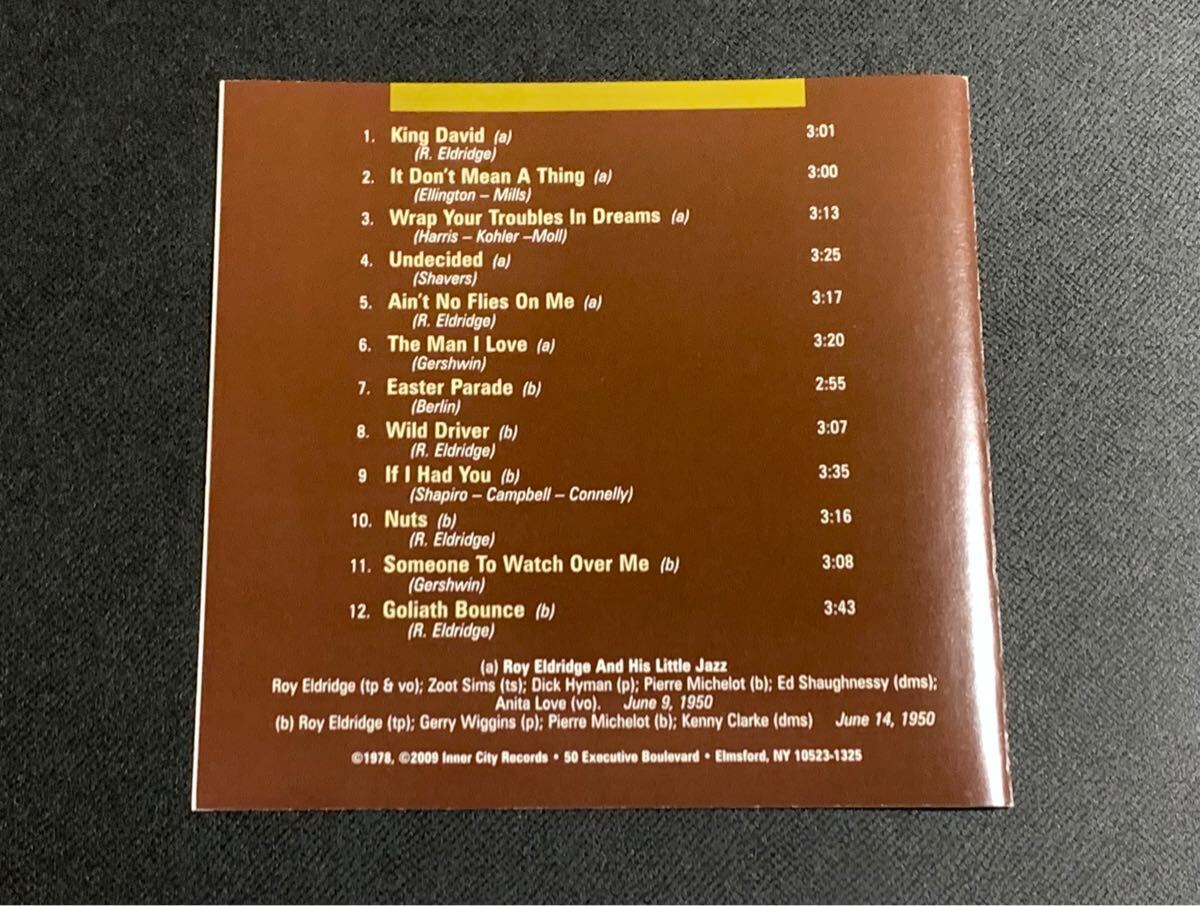 1. King David (a) 3:01
(R. Eldridge)
2. It Don't Mean A Thing (a) 3:00
(Ellington – Mills)
3. Wrap Your Troubles In Dreams (a) 3:13
(Harris – Kohler –Moll)
4. Undecided (a) 3:25
(Shavers)
5. Ain't No Flies On Me (a) 3:17
(R. Eldridge)
6. The Man I Love (a) 3:20
(Gershwin)
7. Easter Parade (b) 2:55
(Berlin)
8. Wild Driver (b) 3:07
(R. Eldridge)
9 If I Had You (b) 3:35
(Shapiro – Campbell – Connelly)
10. Nuts (b) 3:16
(R. Eldridge)
11. Someone To Watch Over Me (b) 3:08
(Gershwin)
12. Goliath Bounce (b) 3:43
(R. Eldridge)
(a) Roy Eldridge And His Little Jazz
Roy Eldridge (tp & vo); Zoot Sims (ts); Dick Hyman (p); Pierre Michelot (b); Ed Shaughnessy (dms);
Anita Love (vo). June 9, 1950
(b) Roy Eldridge (tp); Gerry Wiggins (p); Pierre Michelot (b); Kenny Clarke (dms) June 14, 1950
©1978, ©2009 Inner City Records • 50 Executive Boulevard • Elmsford, NY 10523-1325